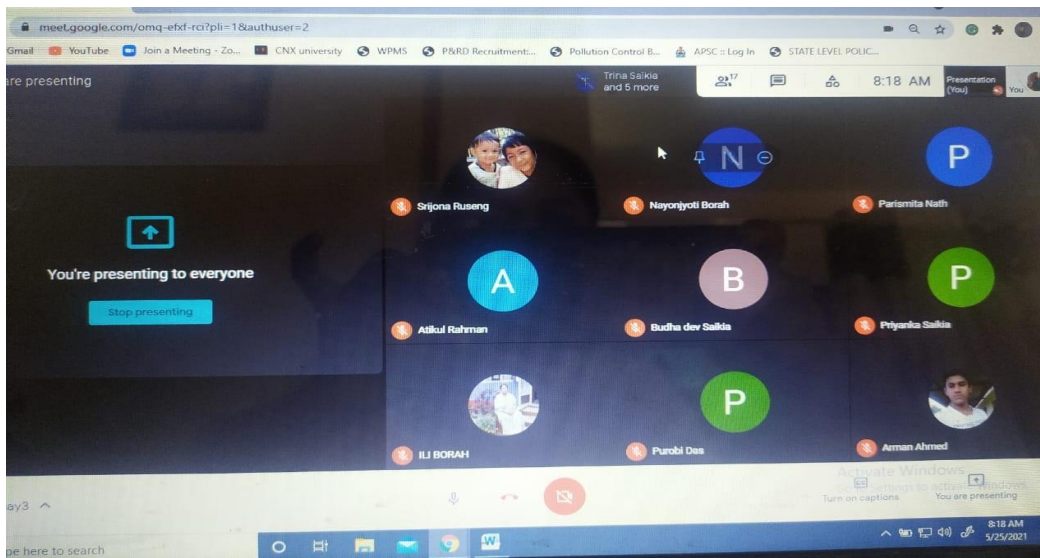 meet.google.com/omq-efxf-rci?pli=1&authuser=2
Gmail YouTube Join a Meeting - Zo... CNX university WPMS P&RD Recruitment:... Pollution Control B... APSC :: Log In STATE LEVEL POLIC...
are presenting
Trina Saikia
and 5 more
17
8:18 AM
Presentation
(You)
You
N
P
Srijona Ruseng
Nayonjyoti Borah
Parismita Nath
You're presenting to everyone
Stop presenting
A
B
P
Atikul Rahman
Budha dev Saikia
Priyanka Saikia
P
ILI BORAH
Purobi Das
Arman Ahmed
Activate Windows
Settings to activate Windows
Turn on captions
You are presenting
ay3
pe here to search
W
8:18 AM
5/25/2021